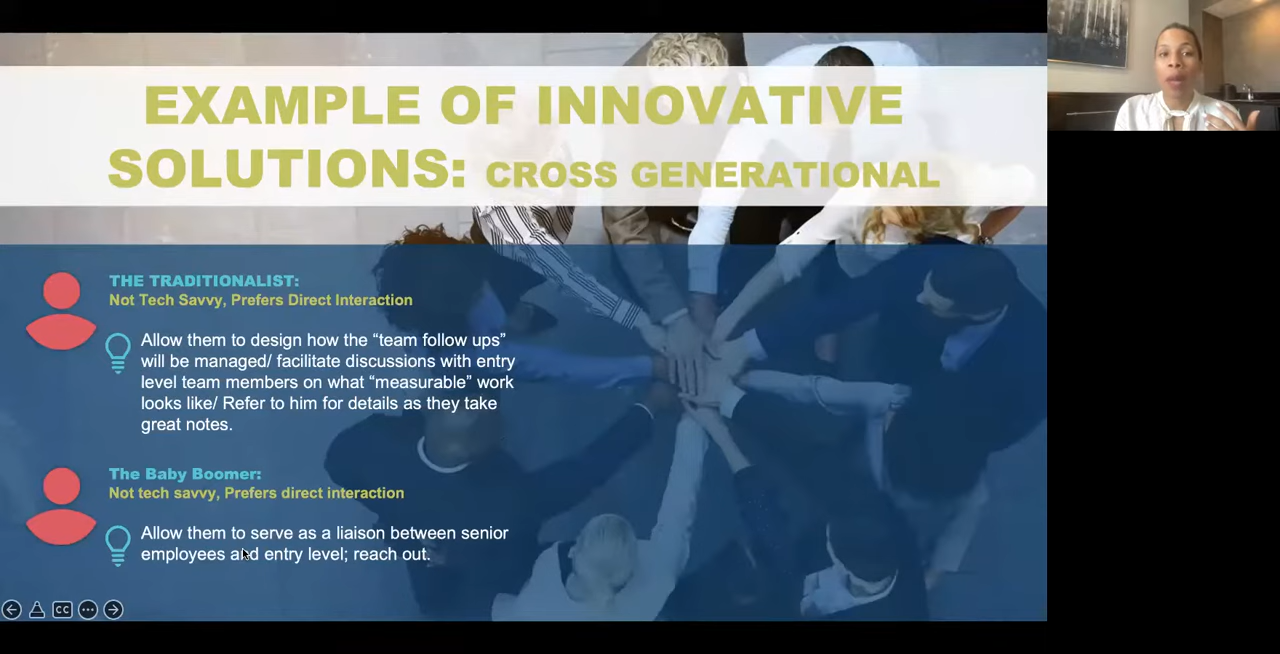 EXAMPLE OF INNOVATIVE
SOLUTIONS: CROSS GENERATIONAL
THE TRADITIONALIST:
Not Tech Savvy, Prefers Direct Interaction
Allow them to design how the “team follow ups”
will be managed/ facilitate discussions with entry
level team members on what “measurable” work
looks like/ Refer to him for details as they take
great notes.
The Baby Boomer:
Not tech savvy, Prefers direct interaction
Allow them to serve as a liaison between senior
employees and entry level; reach out.
CC